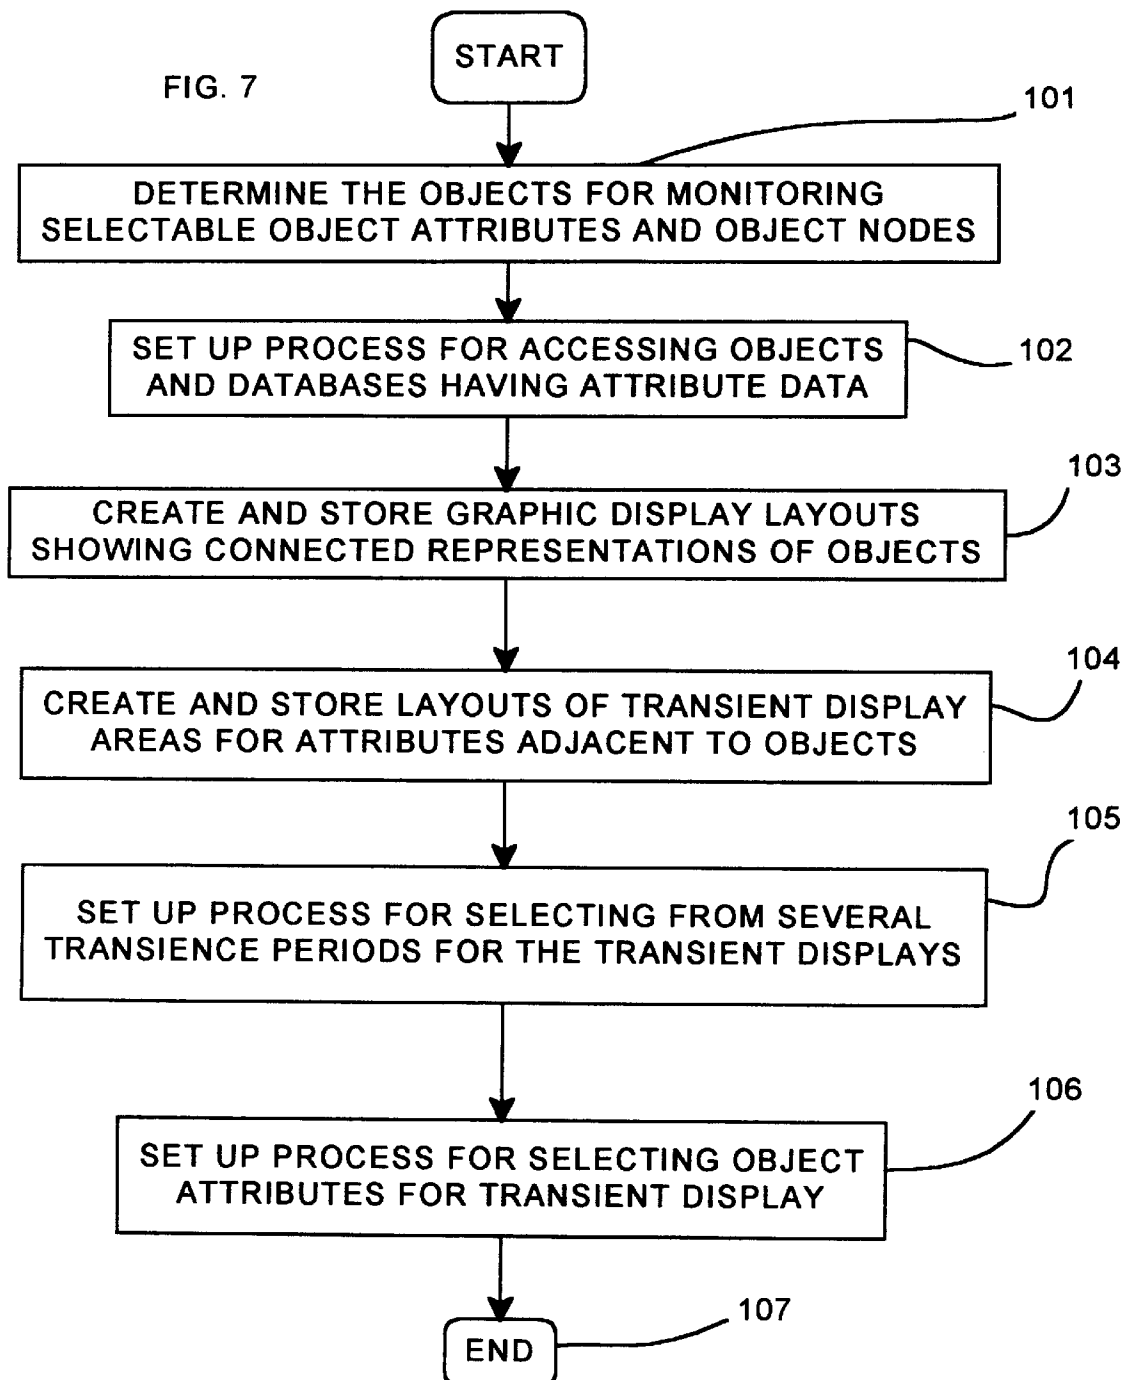 START
FIG. 7
101
DETERMINE THE OBJECTS FOR MONITORING
SELECTABLE OBJECT ATTRIBUTES AND OBJECT NODES
SET UP PROCESS FOR ACCESSING OBJECTS
AND DATABASES HAVING ATTRIBUTE DATA
102
103
CREATE AND STORE GRAPHIC DISPLAY LAYOUTS
SHOWING CONNECTED REPRESENTATIONS OF OBJECTS
104
CREATE AND STORE LAYOUTS OF TRANSIENT DISPLAY
AREAS FOR ATTRIBUTES ADJACENT TO OBJECTS
105
SET UP PROCESS FOR SELECTING FROM SEVERAL
TRANSIENCE PERIODS FOR THE TRANSIENT DISPLAYS
106
SET UP PROCESS FOR SELECTING OBJECT
ATTRIBUTES FOR TRANSIENT DISPLAY
107
END